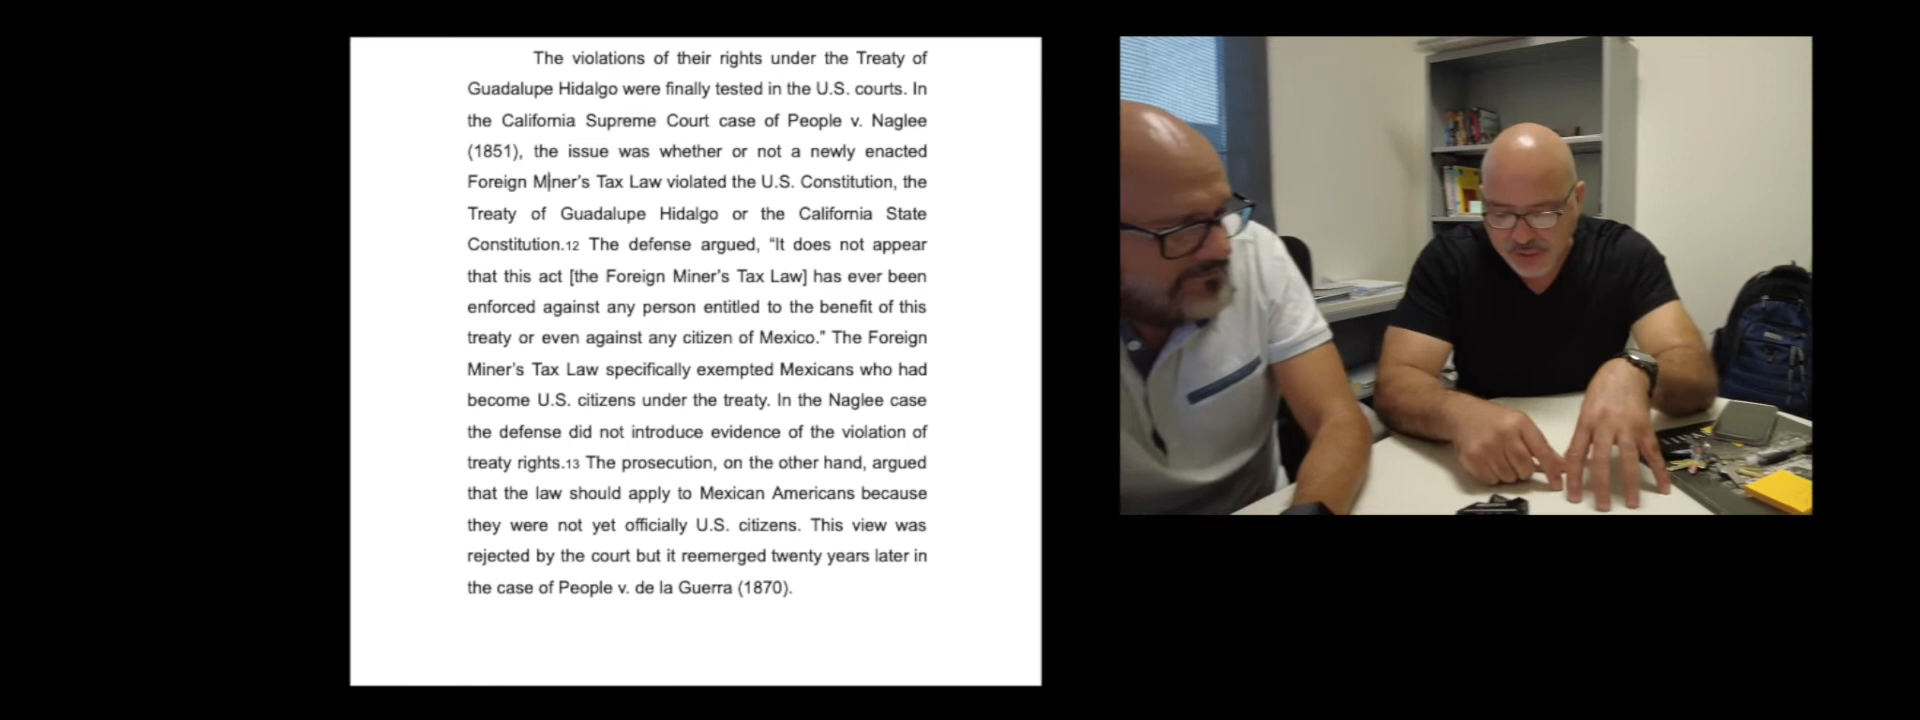 The violations of their rights under the Treaty of
Guadalupe Hidalgo were finally tested in the U.S. courts. In
the California Supreme Court case of People v. Naglee
(1851), the issue was whether or not a newly enacted
Foreign Miner's Tax Law violated the U.S. Constitution, the
Treaty of Guadalupe Hidalgo or the California State
Constitution.12 The defense argued, “It does not appear
that this act [the Foreign Miner's Tax Law] has ever been
enforced against any person entitled to the benefit of this
treaty or even against any citizen of Mexico.” The Foreign
Miner's Tax Law specifically exempted Mexicans who had
become U.S. citizens under the treaty. In the Naglee case
the defense did not introduce evidence of the violation of
treaty rights.13 The prosecution, on the other hand, argued
that the law should apply to Mexican Americans because
they were not yet officially U.S. citizens. This view was
rejected by the court but it reemerged twenty years later in
the case of People v. de la Guerra (1870).